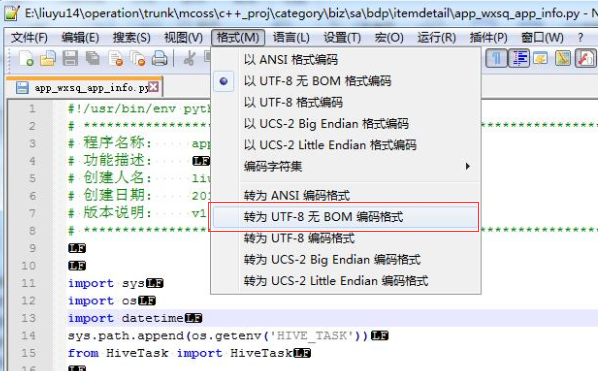 E:\liuyu14\operation\trunk\mcoss\c++_proj\category\biz\sa\bdp\itemdetail\app_wxsq_app_info.py - N
文件(F) 编辑(E) 搜索(S) 视图(V) 格式(M) 语言(L) 设置(T) 宏(O) 运行(R) 插件(P) 窗口(W) ?
app_wxsq_app_info.py
以 ANSI 格式编码
以 UTF-8 无 BOM 格式编码
以 UTF-8 格式编码
以 UCS-2 Big Endian 格式编码
以 UCS-2 Little Endian 格式编码
编码字符集
转为 ANSI 编码格式
转为 UTF-8 无 BOM 编码格式
转为 UTF-8 编码格式
转为 UCS-2 Big Endian 编码格式
转为 UCS-2 Little Endian 编码格式
1 #!/usr/bin/env pyth
2 # **********************
3 # 程序名称: app
4 # 功能描述: LF
5 # 创建人名: liu
6 # 创建日期: 201
7 # 版本说明: v1
8 # **********************
9 LF
10 LF
11 import sysLF
12 import osLF
13 import datetimeLF
14 sys.path.append(os.getenv('HIVE_TASK'))LF
15 from HiveTask import HiveTaskLF
16 LF